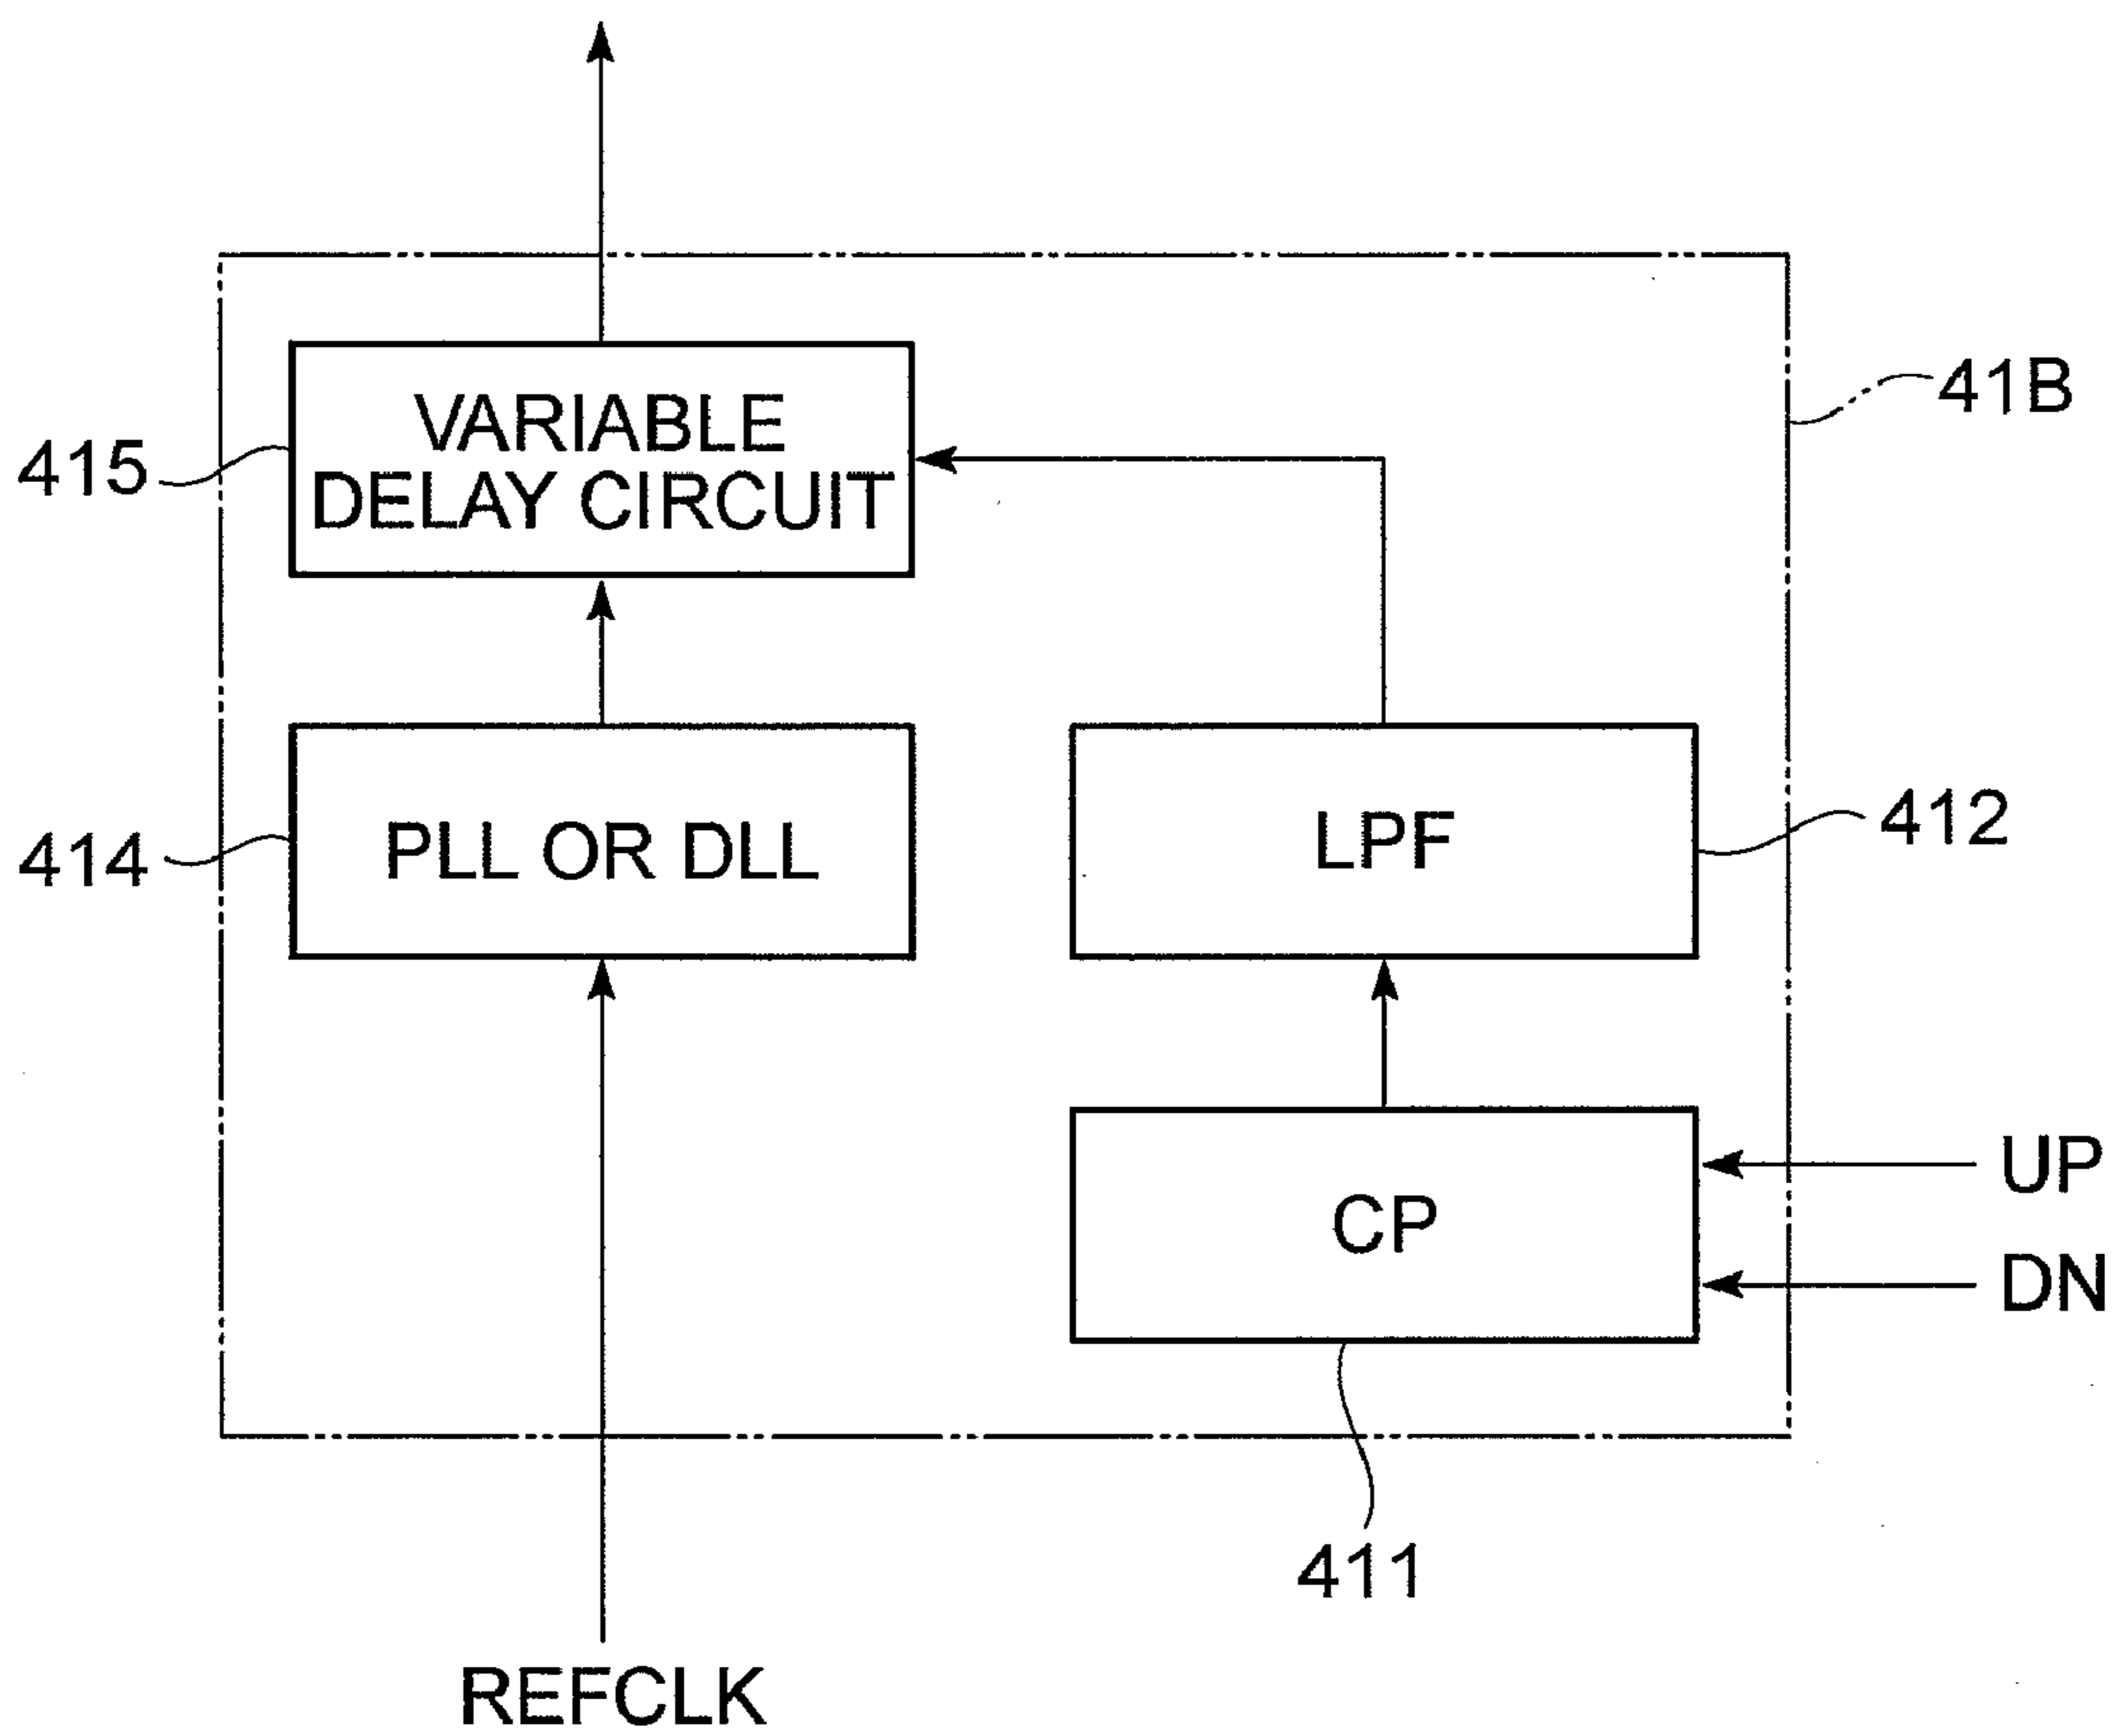 41B
VARIABLE
DELAY CIRCUIT
415
PLL OR DLL
414
LPF
412
CP
UP
DN
411
REFCLK